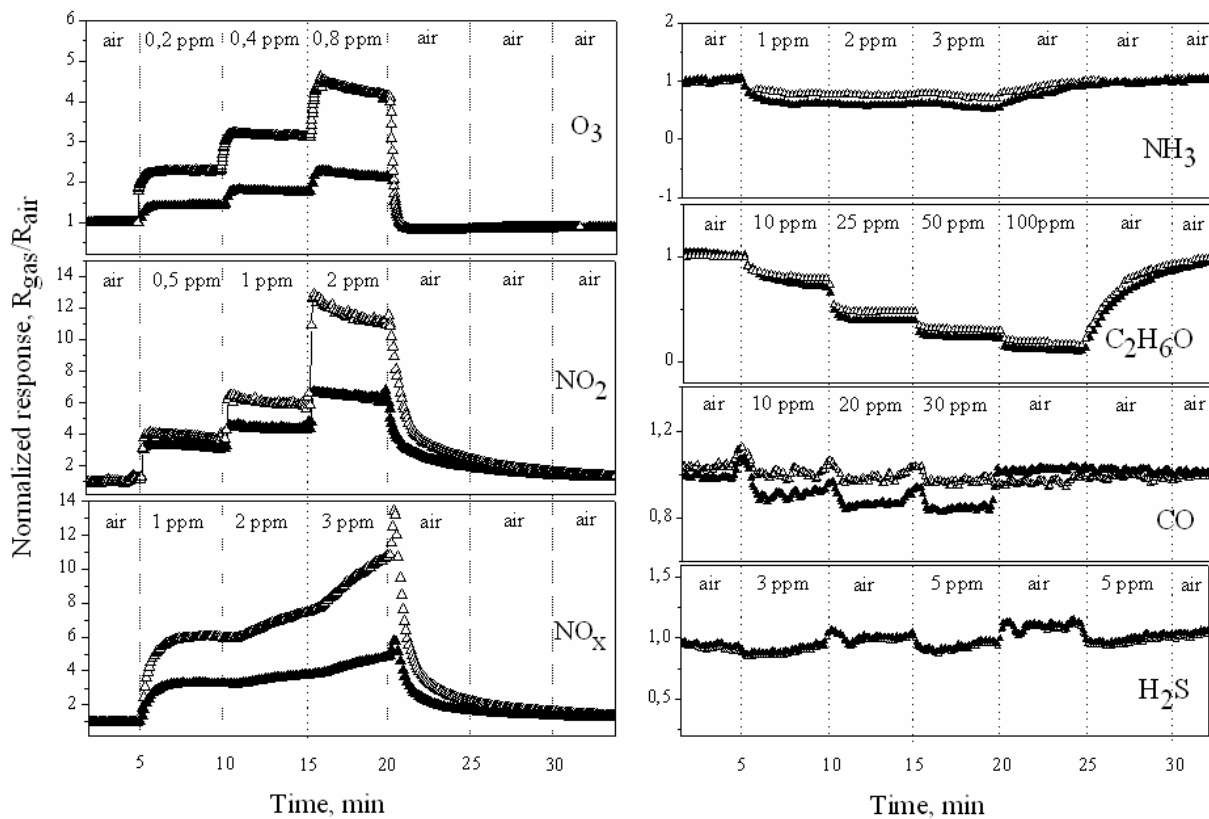 Normalized response, R_gas/R_air
6
5
4
3
2
1
air 0,2 ppm 0,4 ppm 0,8 ppm air air air
O3
14
12
10
8
6
4
2
air 0,5 ppm 1 ppm 2 ppm air air air
NO2
14
12
10
8
6
4
2
air 1 ppm 2 ppm 3 ppm air air air
NOx
5 10 15 20 25 30
Time, min
2
1
0
-1
air 1 ppm 2 ppm 3 ppm air air air
NH3
1
0
air 10 ppm 25 ppm 50 ppm 100ppm air air
C2H6O
1,2
0,8
air 10 ppm 20 ppm 30 ppm air air air
CO
1,5
1,0
0,5
air 3 ppm air 5 ppm air 5 ppm air
H2S
5 10 15 20 25 30
Time, min